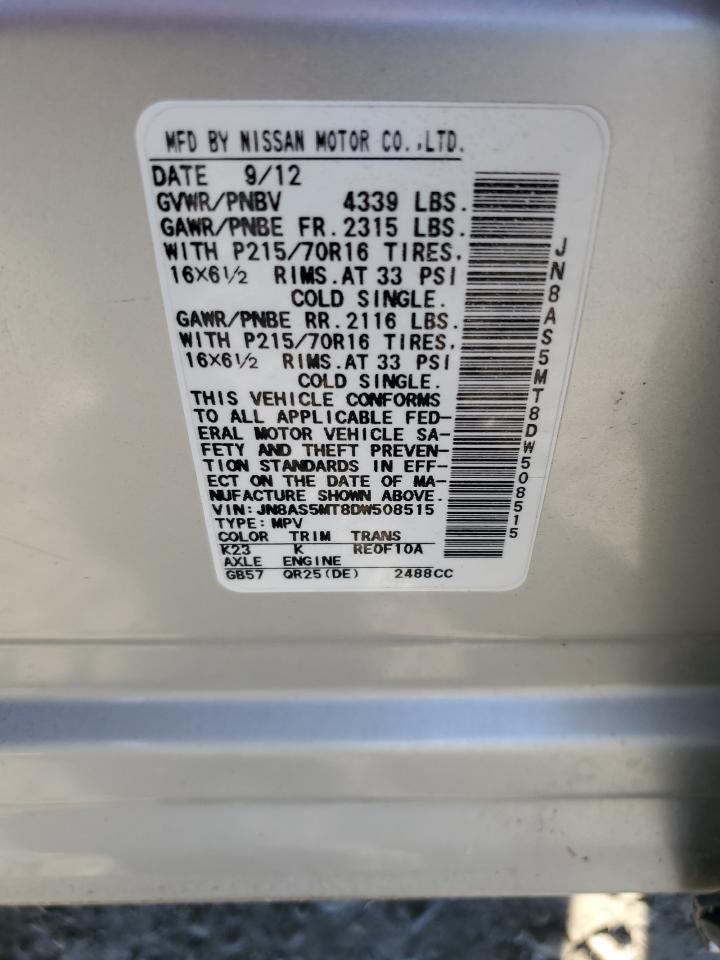 MFD BY NISSAN MOTOR CO.,LTD.
DATE 9/12
GVWR/PNBV 4339 LBS.
GAWR/PNBE FR.2315 LBS.
WITH P215/70R16 TIRES,
16X6½ RIMS.AT 33 PSI
COLD SINGLE.
GAWR/PNBE RR.2116 LBS.
WITH P215/70R16 TIRES,
16X6½ RIMS.AT 33 PSI
COLD SINGLE.
THIS VEHICLE CONFORMS
TO ALL APPLICABLE FED-
ERAL MOTOR VEHICLE SA-
FETY AND THEFT PREVEN-
TION STANDARDS IN EFF-
ECT ON THE DATE OF MA-
NUFACTURE SHOWN ABOVE.
VIN:JN8AS5MT8DW508515
TYPE:MPV
COLOR TRIM TRANS
K23 K RE0F10A
AXLE ENGINE
GB57 QR25(DE) 2488CC
JN8AS5MT8DW508515